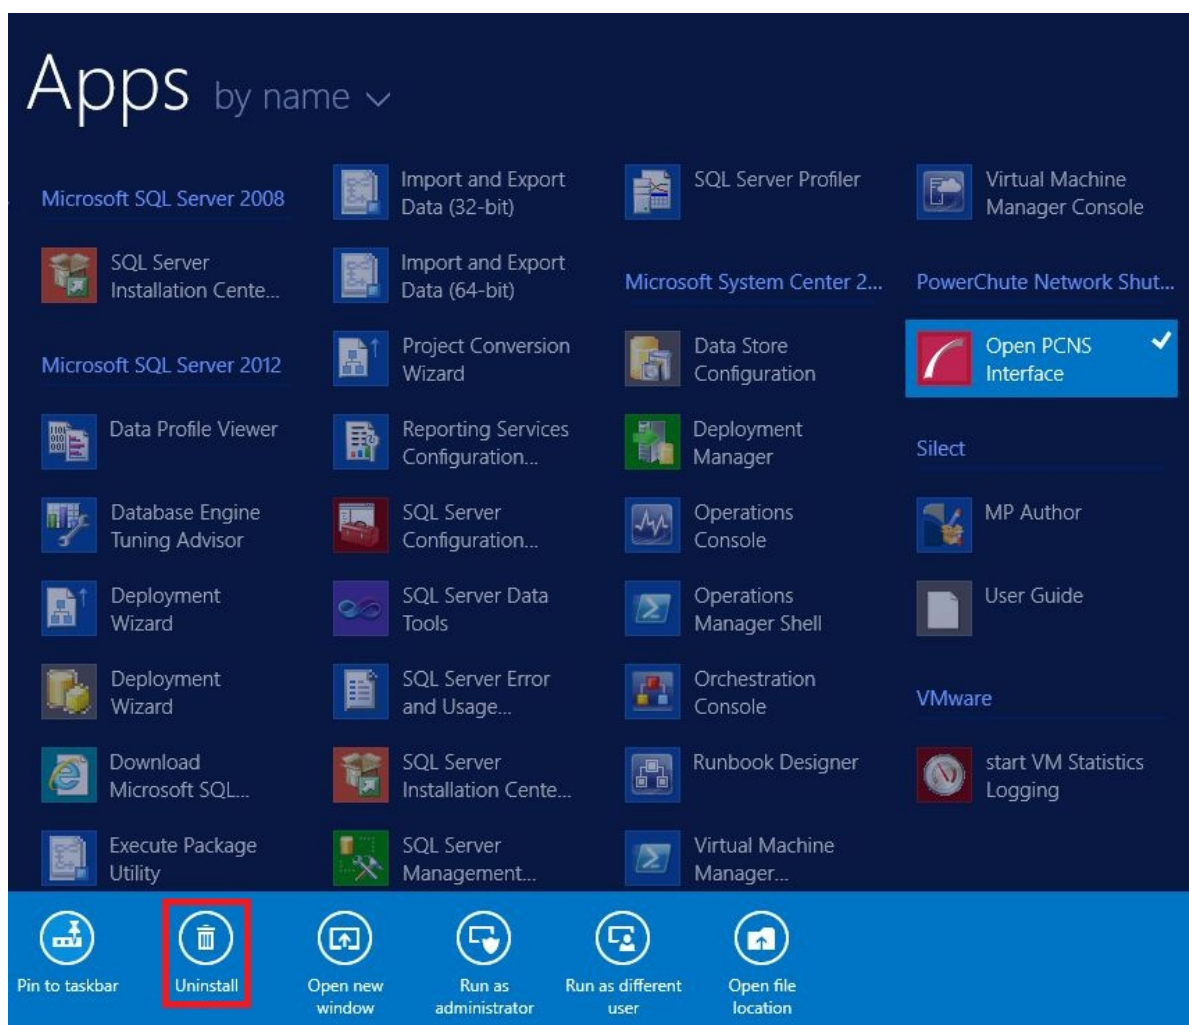 Apps by name
Microsoft SQL Server 2008
SQL Server
Installation Cente...
Microsoft SQL Server 2012
Data Profile Viewer
Database Engine
Tuning Advisor
Deployment
Wizard
Deployment
Wizard
Download
Microsoft SQL...
Execute Package
Utility
Import and Export
Data (32-bit)
Import and Export
Data (64-bit)
Project Conversion
Wizard
Reporting Services
Configuration...
SQL Server
Configuration...
SQL Server Data
Tools
SQL Server Error
and Usage...
SQL Server
Installation Cente...
SQL Server
Management...
SQL Server Profiler
Microsoft System Center 2...
Data Store
Configuration
Deployment
Manager
Operations
Console
Operations
Manager Shell
Orchestration
Console
Runbook Designer
Virtual Machine
Manager...
Virtual Machine
Manager Console
PowerChute Network Shut...
Open PCNS
Interface
Silect
MP Author
User Guide
VMware
start VM Statistics
Logging
Pin to taskbar
Uninstall
Open new
window
Run as
administrator
Run as different
user
Open file
location